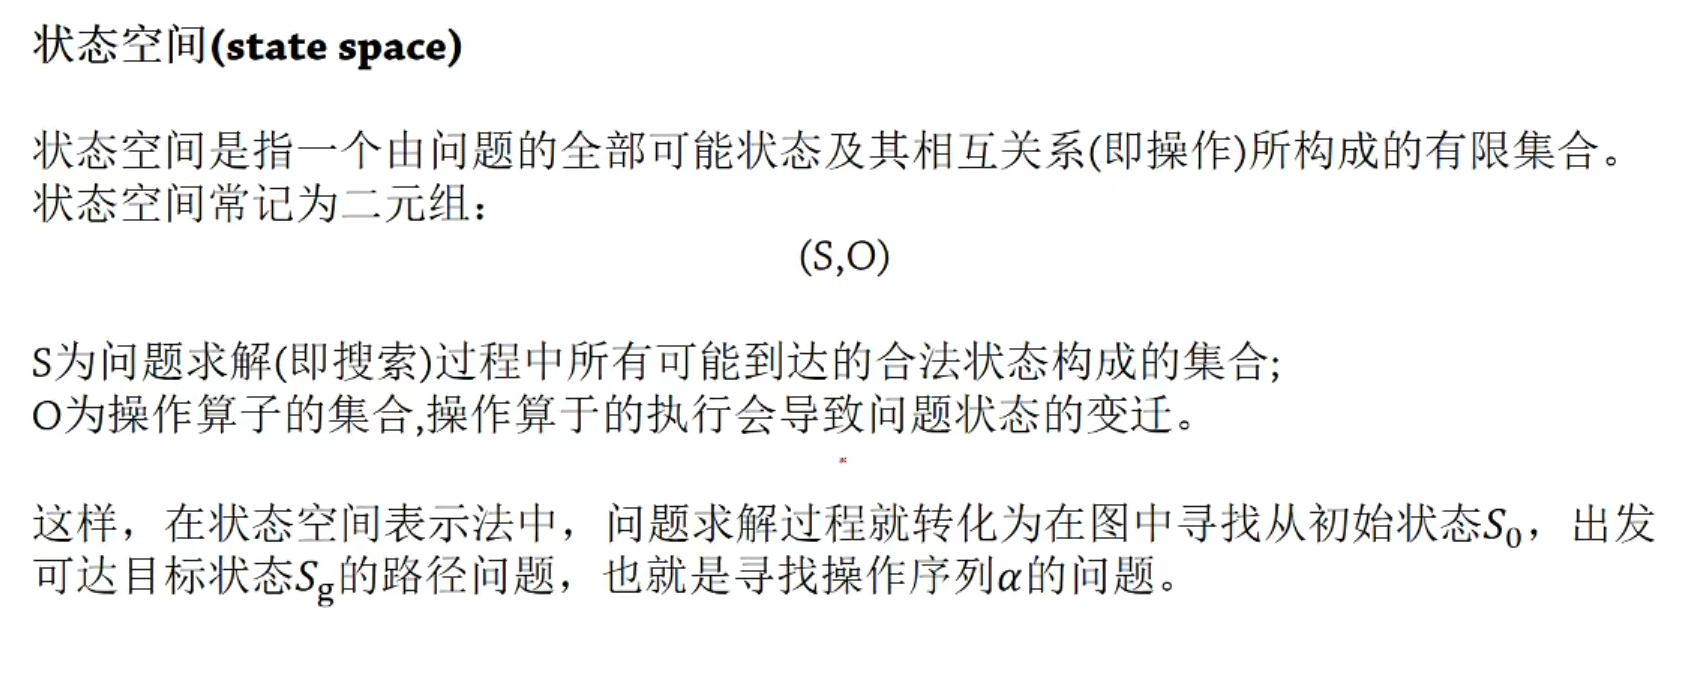 状态空间(state space)
状态空间是指一个由问题的全部可能状态及其相互关系(即操作)所构成的有限集合。
状态空间常记为二元组：
(S,O)
S为问题求解(即搜索)过程中所有可能到达的合法状态构成的集合;
O为操作算子的集合,操作算于的执行会导致问题状态的变迁。
这样，在状态空间表示法中，问题求解过程就转化为在图中寻找从初始状态S₀，出发
可达目标状态Sg的路径问题，也就是寻找操作序列α的问题。